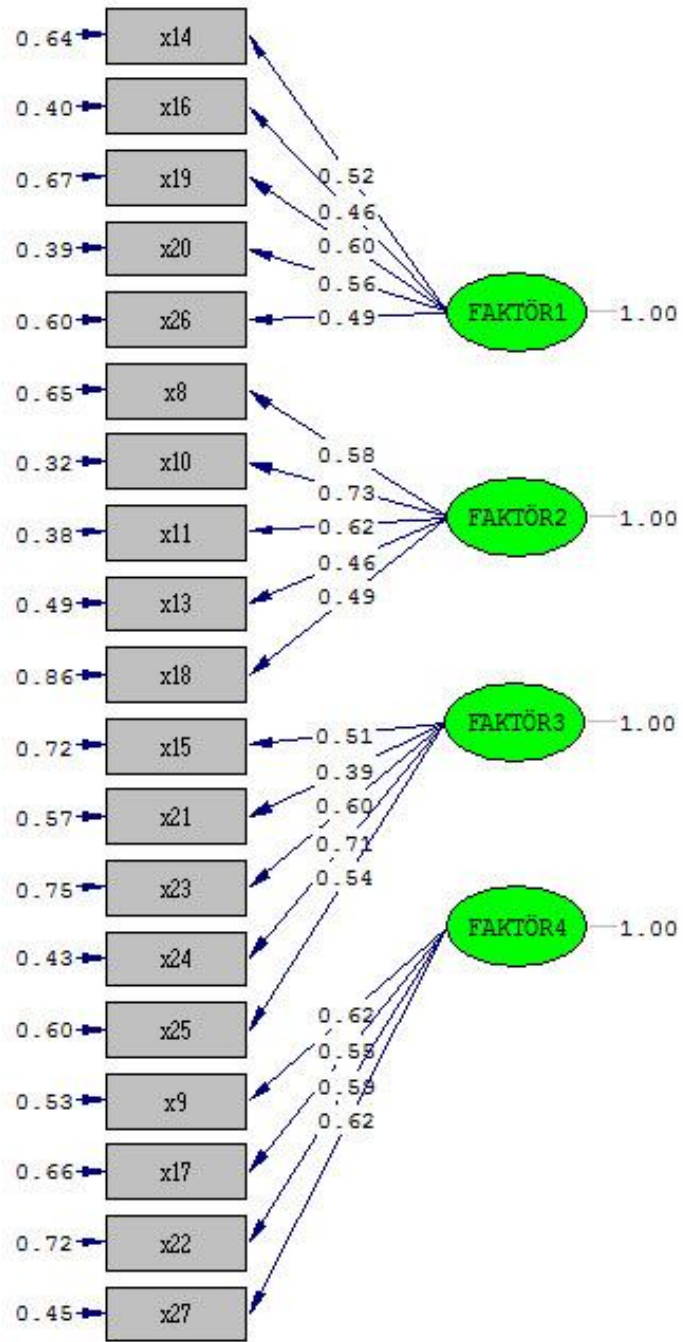 0.64 x14
0.40 x16
0.67 x19
0.39 x20
0.60 x26
0.65 x8
0.32 x10
0.38 x11
0.49 x13
0.86 x18
0.72 x15
0.57 x21
0.75 x23
0.43 x24
0.60 x25
0.53 x9
0.66 x17
0.72 x22
0.45 x27
0.52
0.46
0.60
0.56
0.49
FAKTÖR1 1.00
0.58
0.73
0.62
0.46
0.49
FAKTÖR2 1.00
0.51
0.39
0.60
0.71
0.54
FAKTÖR3 1.00
0.62
0.55
0.59
0.62
FAKTÖR4 1.00